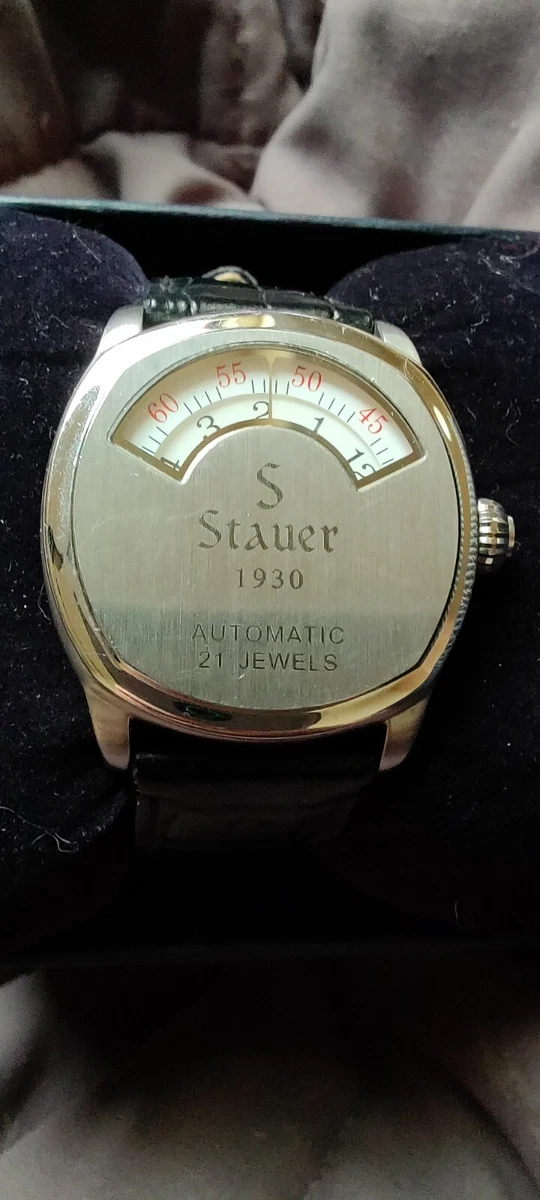 60 55 50 45
4 3 2 1 12
S
Stauer
1930
AUTOMATIC
21 JEWELS